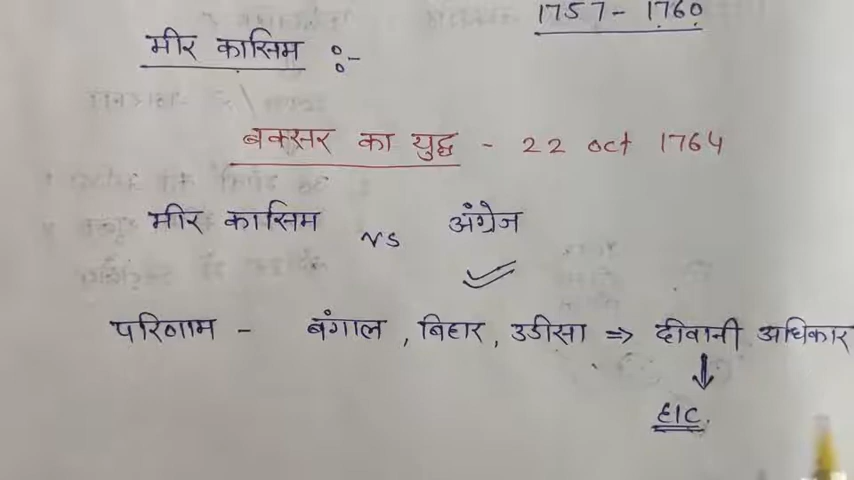 1757 - 1760
मीर कासिम :-
बक्सर का युद्ध - 22 oct 1764
मीर कासिम vs अंग्रेज
परिणाम - बंगाल , बिहार , उडीसा ⇒ दीवानी अधिकार
↓
EIC.